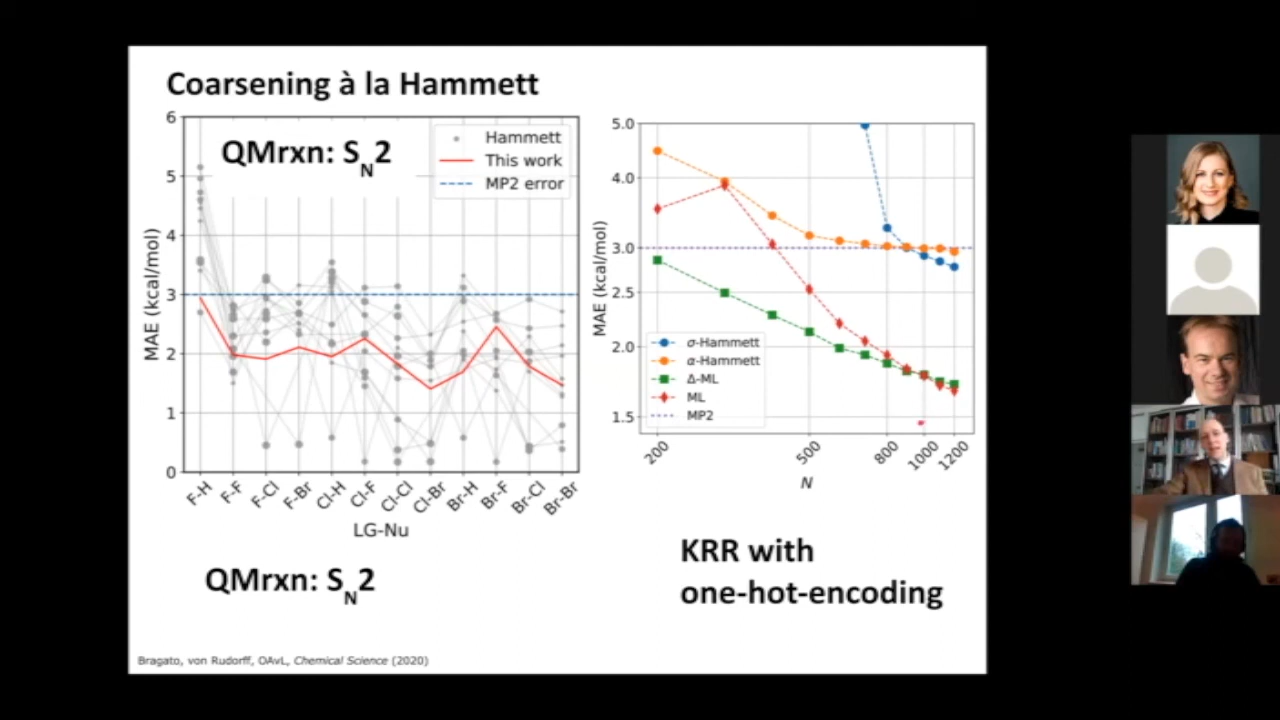 Coarsening à la Hammett
QMrxn: SN2
Hammett
This work
MP2 error
6
5
4
3
2
1
0
MAE (kcal/mol)
F-H
F-F
F-Cl
F-Br
Cl-H
Cl-F
Cl-Cl
Cl-Br
Br-H
Br-F
Br-Cl
Br-Br
LG-Nu
5.0
4.0
3.0
2.5
2.0
1.5
MAE (kcal/mol)
σ-Hammett
α-Hammett
Δ-ML
ML
MP2
200
500
800
1000
1200
N
QMrxn: SN2
KRR with
one-hot-encoding
Bragato, von Rudorff, OAvL, Chemical Science (2020)